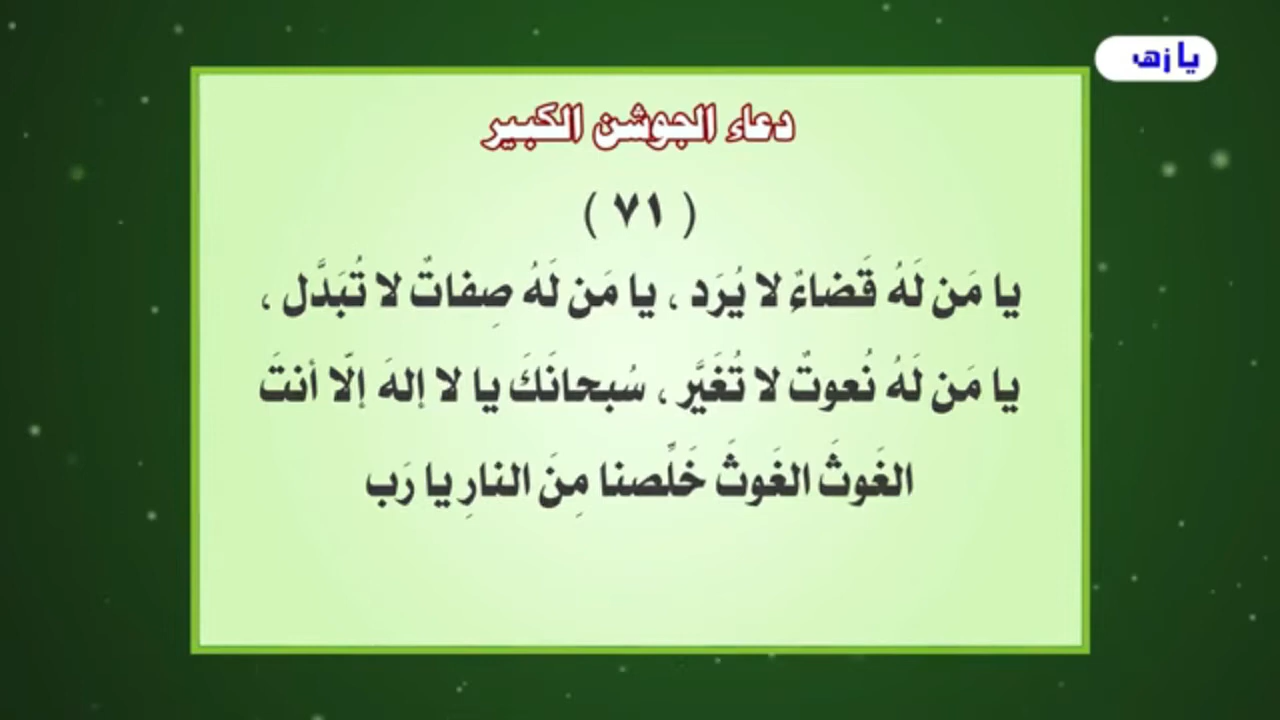 يا زهـ
دعاء الجوشن الكبير
( ٧١ )
يا مَن لَهُ قَضاءٌ لا يُرَد ، يا مَن لَهُ صِفاتٌ لا تُبَدَّل ،
يا مَن لَهُ نُعوتٌ لا تُغَيَّر ، سُبحانَكَ يا لا إلهَ إلّا أنتَ
الغَوثَ الغَوثَ خَلِّصنا مِنَ النارِ يا رَب